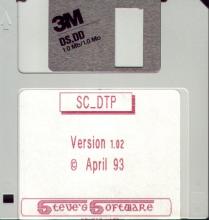 3M
DS,DD
1.0 Mb/1.0 Mo
SC_DTP
Version 1.02
© April 93
Steve's Software